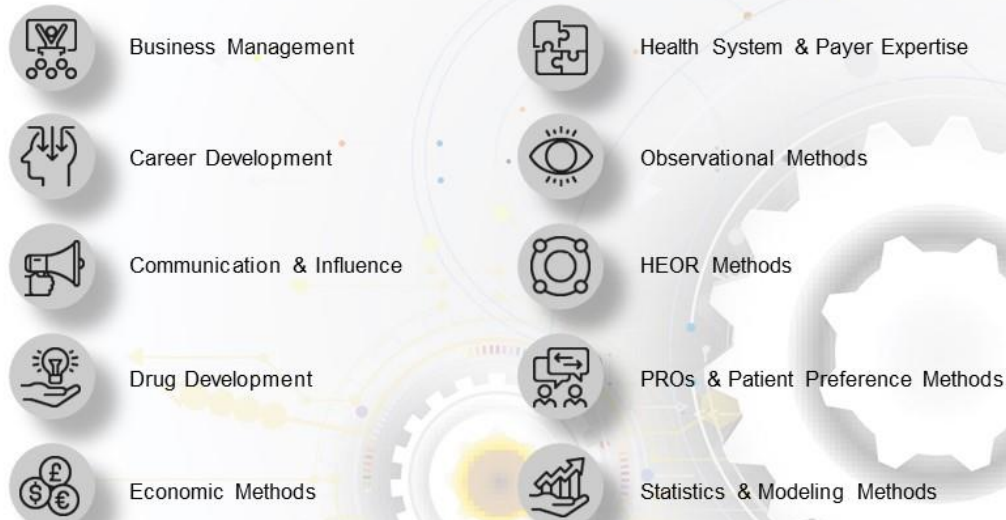 Business Management
Career Development
Communication & Influence
Drug Development
Economic Methods
Health System & Payer Expertise
Observational Methods
HEOR Methods
PROs & Patient Preference Methods
Statistics & Modeling Methods
$ £ €